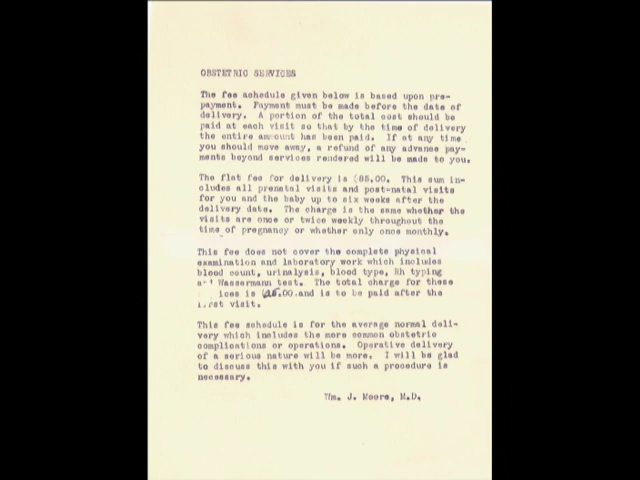 OBSTETRIC SERVICES
The fee schedule given below is based upon pre-
payment. Payment must be made before the date of
delivery. A portion of the total cost should be
paid at each visit so that by the time of delivery
the entire amount has been paid. If at any time
you should move away, a refund of any advance pay-
ments beyond services rendered will be made to you.
The flat fee for delivery is $85.00. This sum in-
cludes all prenatal visits and post-natal visits
for you and the baby up to six weeks after the
delivery date. The charge is the same whether the
visits are once or twice weekly throughout the
time of pregnancy or whether only once monthly.
This fee does not cover the complete physical
examination and laboratory work which includes
blood count, urinalysis, blood type, Rh typing
Wassermann test. The total charge for these
is to be paid after the
visit.
This fee schedule is for the average normal deli-
very which includes the more common obstetric
complications or operations. Operative delivery
of a serious nature will be more. I will be glad
to discuss this with you if such a procedure is
necessary.
Wm. J. Moore, M.D.